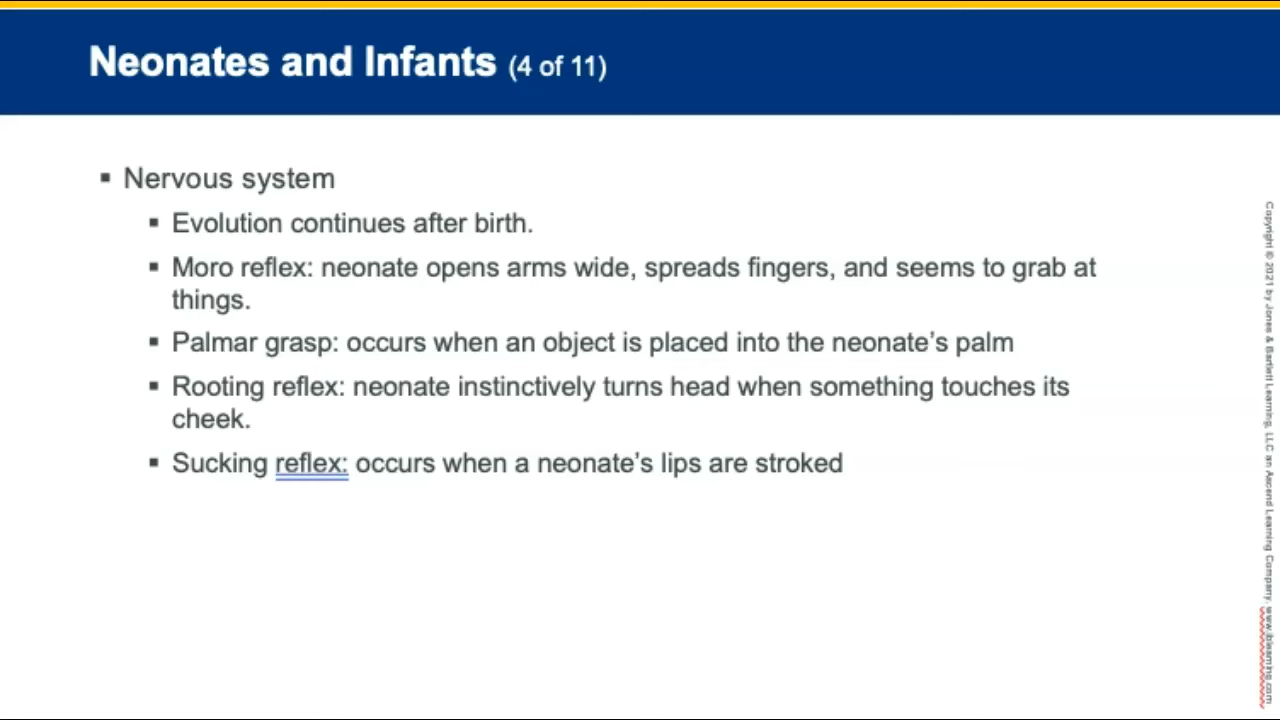 Neonates and Infants (4 of 11)
▪ Nervous system
▪ Evolution continues after birth.
▪ Moro reflex: neonate opens arms wide, spreads fingers, and seems to grab at
things.
▪ Palmar grasp: occurs when an object is placed into the neonate’s palm
▪ Rooting reflex: neonate instinctively turns head when something touches its
cheek.
▪ Sucking reflex: occurs when a neonate’s lips are stroked
Copyright © 2021 by Jones & Bartlett Learning, LLC an Ascend Learning Company. www.jblearning.com